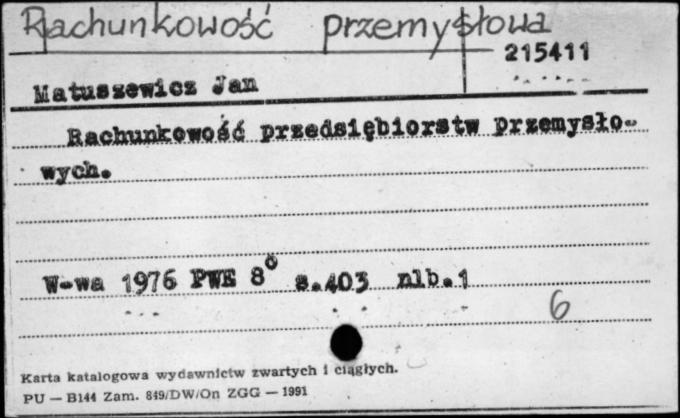 Rachunkowość przemysłowa
215411
Matuszewicz Jan
Rachunkowość przedsiębiorstw przemysło-
wych.
W-wa 1976 PWE 8° s.403 nlb.1
6
Karta katalogowa wydawnictw zwartych i ciągłych.
PU — B144 Zam. 849/DW/On ZGG — 1991